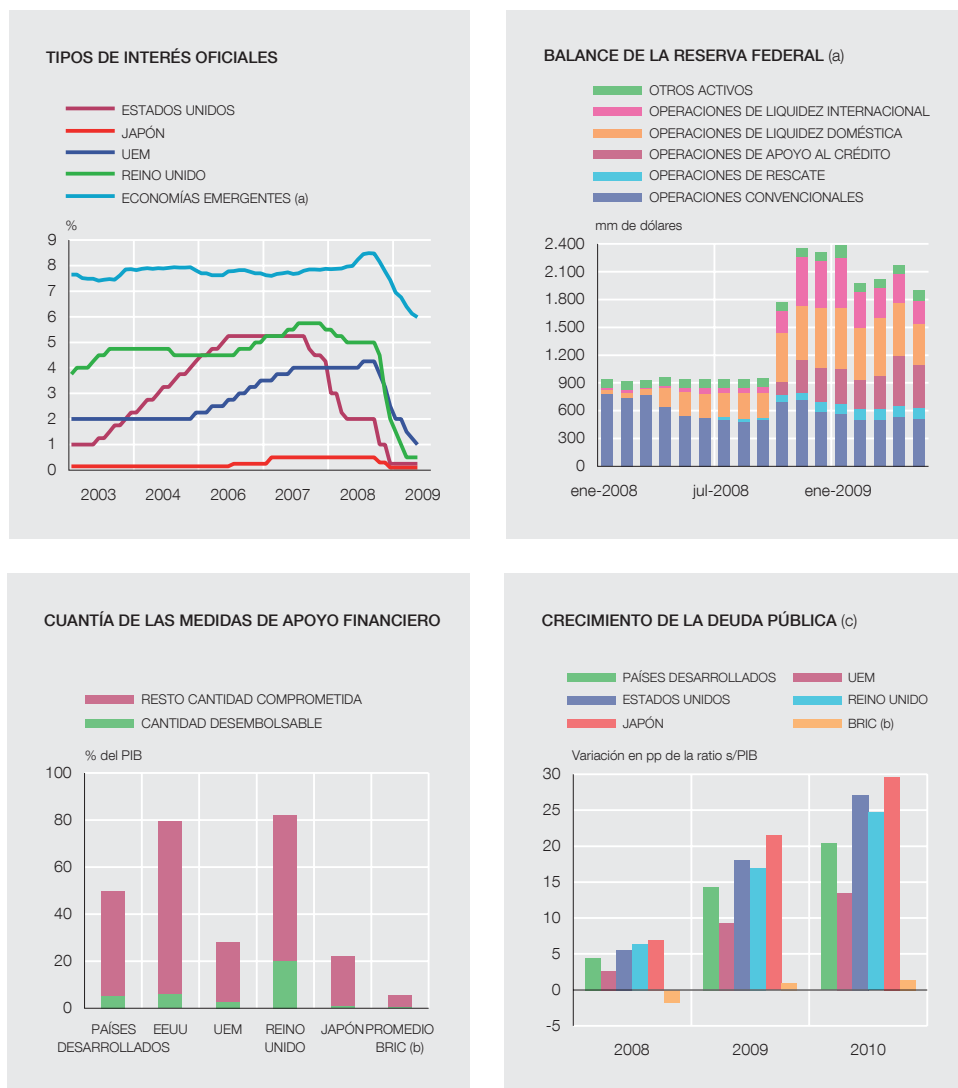 TIPOS DE INTERÉS OFICIALES
ESTADOS UNIDOS
JAPÓN
UEM
REINO UNIDO
ECONOMÍAS EMERGENTES (a)
%
9
8
7
6
5
4
3
2
1
0
2003 2004 2006 2007 2008 2009
BALANCE DE LA RESERVA FEDERAL (a)
OTROS ACTIVOS
OPERACIONES DE LIQUIDEZ INTERNACIONAL
OPERACIONES DE LIQUIDEZ DOMÉSTICA
OPERACIONES DE APOYO AL CRÉDITO
OPERACIONES DE RESCATE
OPERACIONES CONVENCIONALES
mm de dólares
2.400
2.100
1.800
1.500
1.200
900
600
300
0
ene-2008 jul-2008 ene-2009
CUANTÍA DE LAS MEDIDAS DE APOYO FINANCIERO
RESTO CANTIDAD COMPROMETIDA
CANTIDAD DESEMBOLSABLE
% del PIB
100
80
60
40
20
0
PAÍSES EEUU UEM REINO JAPÓN PROMEDIO
DESARROLLADOS UNIDO BRIC (b)
CRECIMIENTO DE LA DEUDA PÚBLICA (c)
PAÍSES DESARROLLADOS UEM
ESTADOS UNIDOS REINO UNIDO
JAPÓN BRIC (b)
Variación en pp de la ratio s/PIB
30
25
20
15
10
5
0
-5
2008 2009 2010